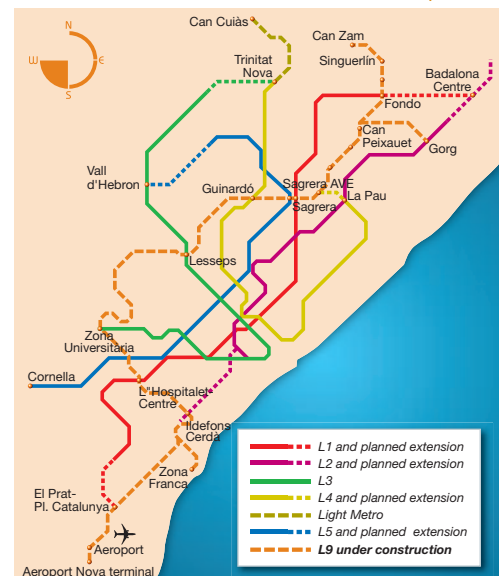 Can Cuiàs
Can Zam
N
Singuerlín
W
E
Trinitat
Nova
Badalona
Centre
S
Fondo
Can
Peixauet
Gorg
Vall
d'Hebron
Guinardó
Sagrera AVE
La Pau
Sagrera
Lesseps
Zona
Universitària
Cornella
L"Hospitalet-
Centre
Ildefons
Cerdà
Zona
Franca
El Prat-
Pl. Catalunya
Aeroport
Aeroport Nova terminal
L1 and planned extension
L2 and planned extension
L3
L4 and planned extension
Light Metro
L5 and planned extension
L9 under construction